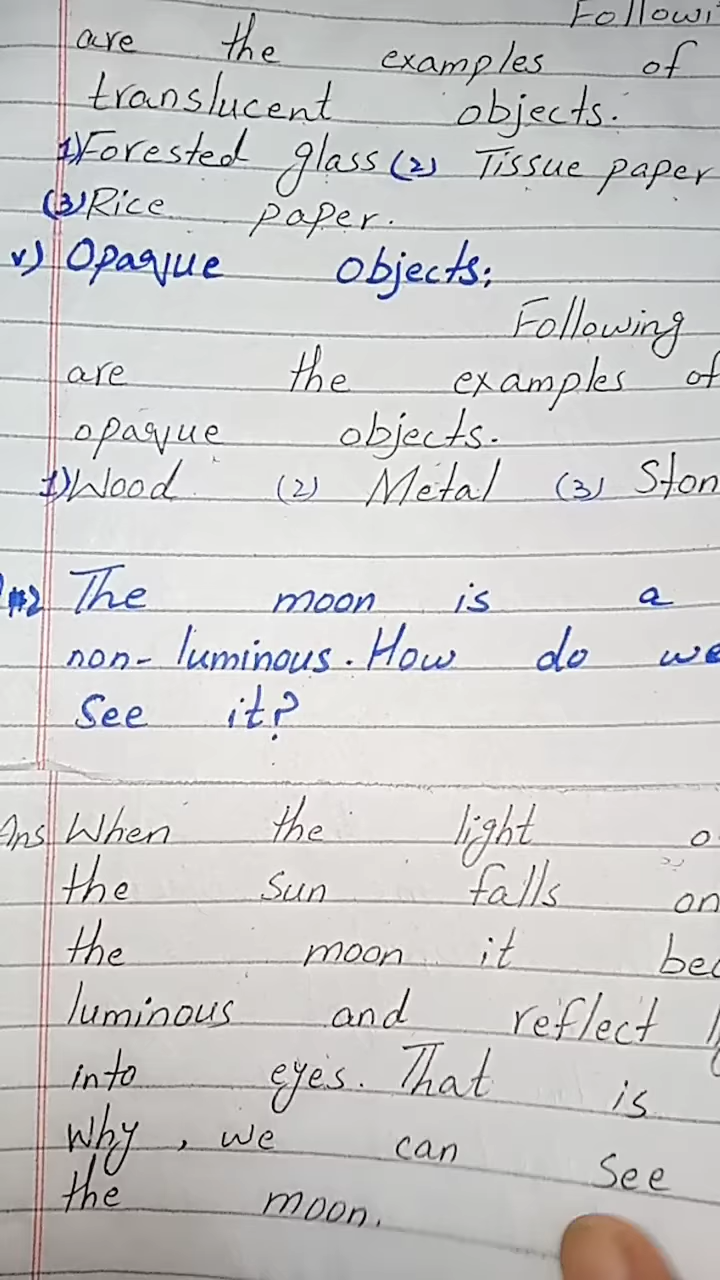 Followi
are the examples of
translucent objects.
1) Forested glass (2) Tissue paper
(3) Rice paper.
v) Opaque objects:
Following
are the examples of
opaque objects.
1) Wood (2) Metal (3) Ston
#2 The moon is a
non-luminous. How do we
see it?
Ans When the light o
the sun falls on
the moon it bec
luminous and reflect
into eyes. That is
why, we can see
the moon.